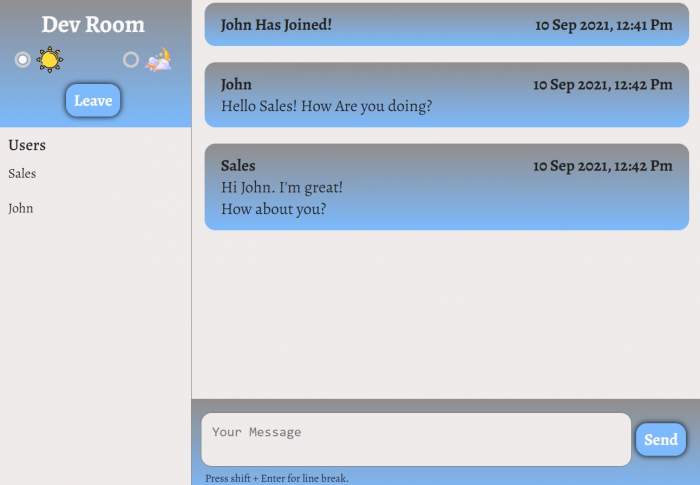 Dev Room
Leave
Users
Sales
John
John Has Joined! 10 Sep 2021, 12:41 Pm
John 10 Sep 2021, 12:42 Pm
Hello Sales! How Are you doing?
Sales 10 Sep 2021, 12:42 Pm
Hi John. I'm great!
How about you?
Your Message
Send
Press shift + Enter for line break.